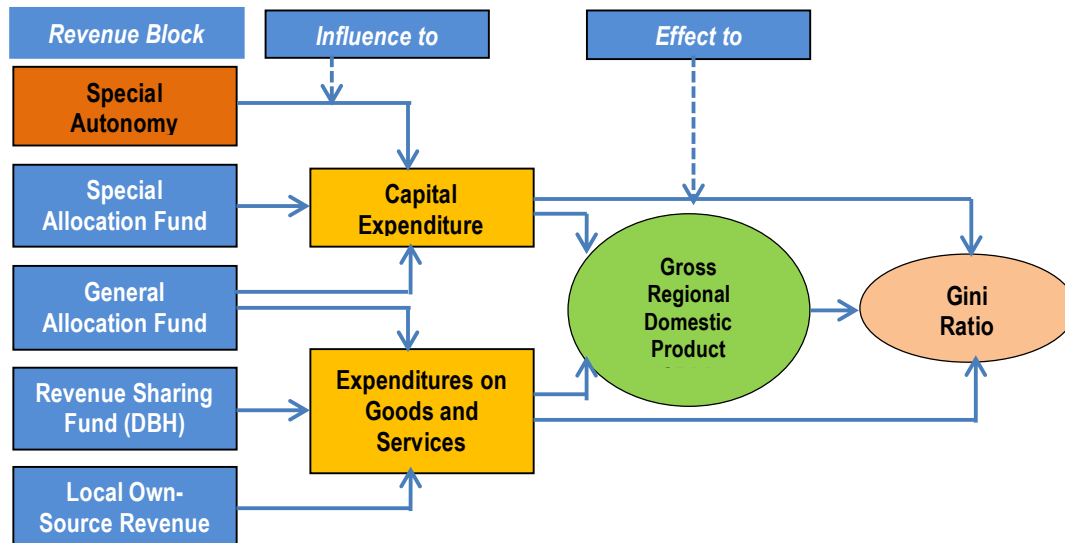 Revenue Block
Influence to
Effect to
Special
Autonomy
Special
Allocation Fund
General
Allocation Fund
Revenue Sharing
Fund (DBH)
Local Own-
Source Revenue
Capital
Expenditure
Expenditures on
Goods and
Services
Gross
Regional
Domestic
Product
Gini
Ratio